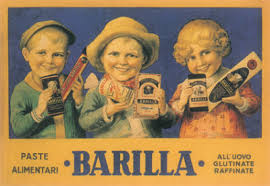 PASTE
ALIMENTARI
·BARILLA·
ALL'UOVO
GLUTINATE
RAFFINATE